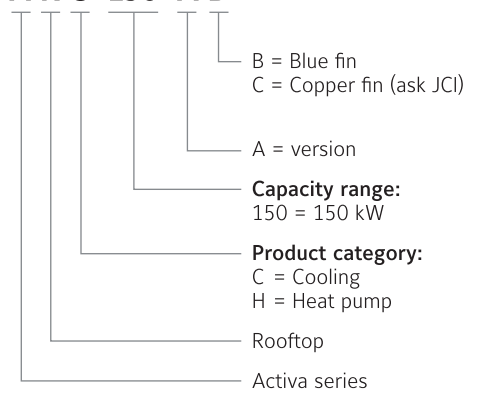 B = Blue fin
C = Copper fin (ask JCI)
A = version
Capacity range:
150 = 150 kW
Product category:
C = Cooling
H = Heat pump
Rooftop
Activa series